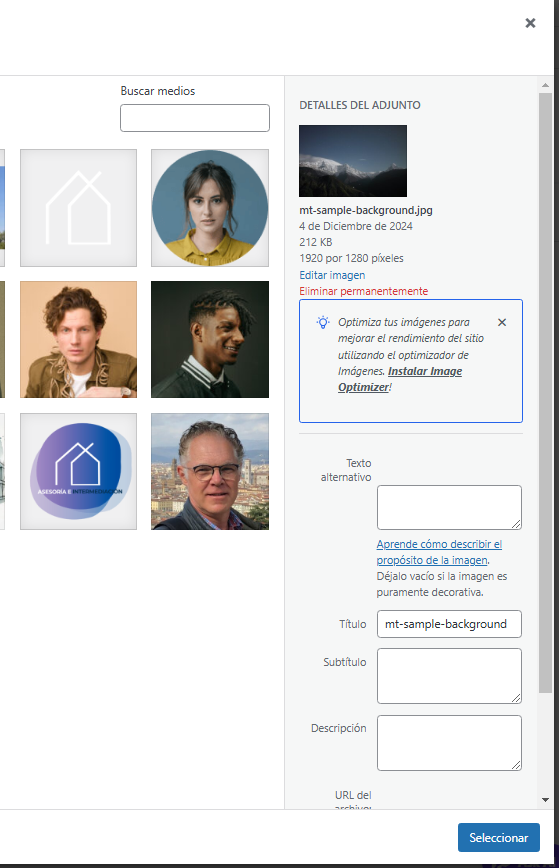 Buscar medios
ASESORÍA E INTERMEDIACIÓN
DETALLES DEL ADJUNTO
mt-sample-background.jpg
4 de Diciembre de 2024
212 KB
1920 por 1280 píxeles
Editar imagen
Eliminar permanentemente
Optimiza tus imágenes para
mejorar el rendimiento del sitio
utilizando el optimizador de
Imágenes. Instalar Image
Optimizer!
Texto
alternativo
Aprende cómo describir el
propósito de la imagen.
Déjalo vacío si la imagen es
puramente decorativa.
Título
mt-sample-background
Subtítulo
Descripción
URL del
archivo:
Seleccionar